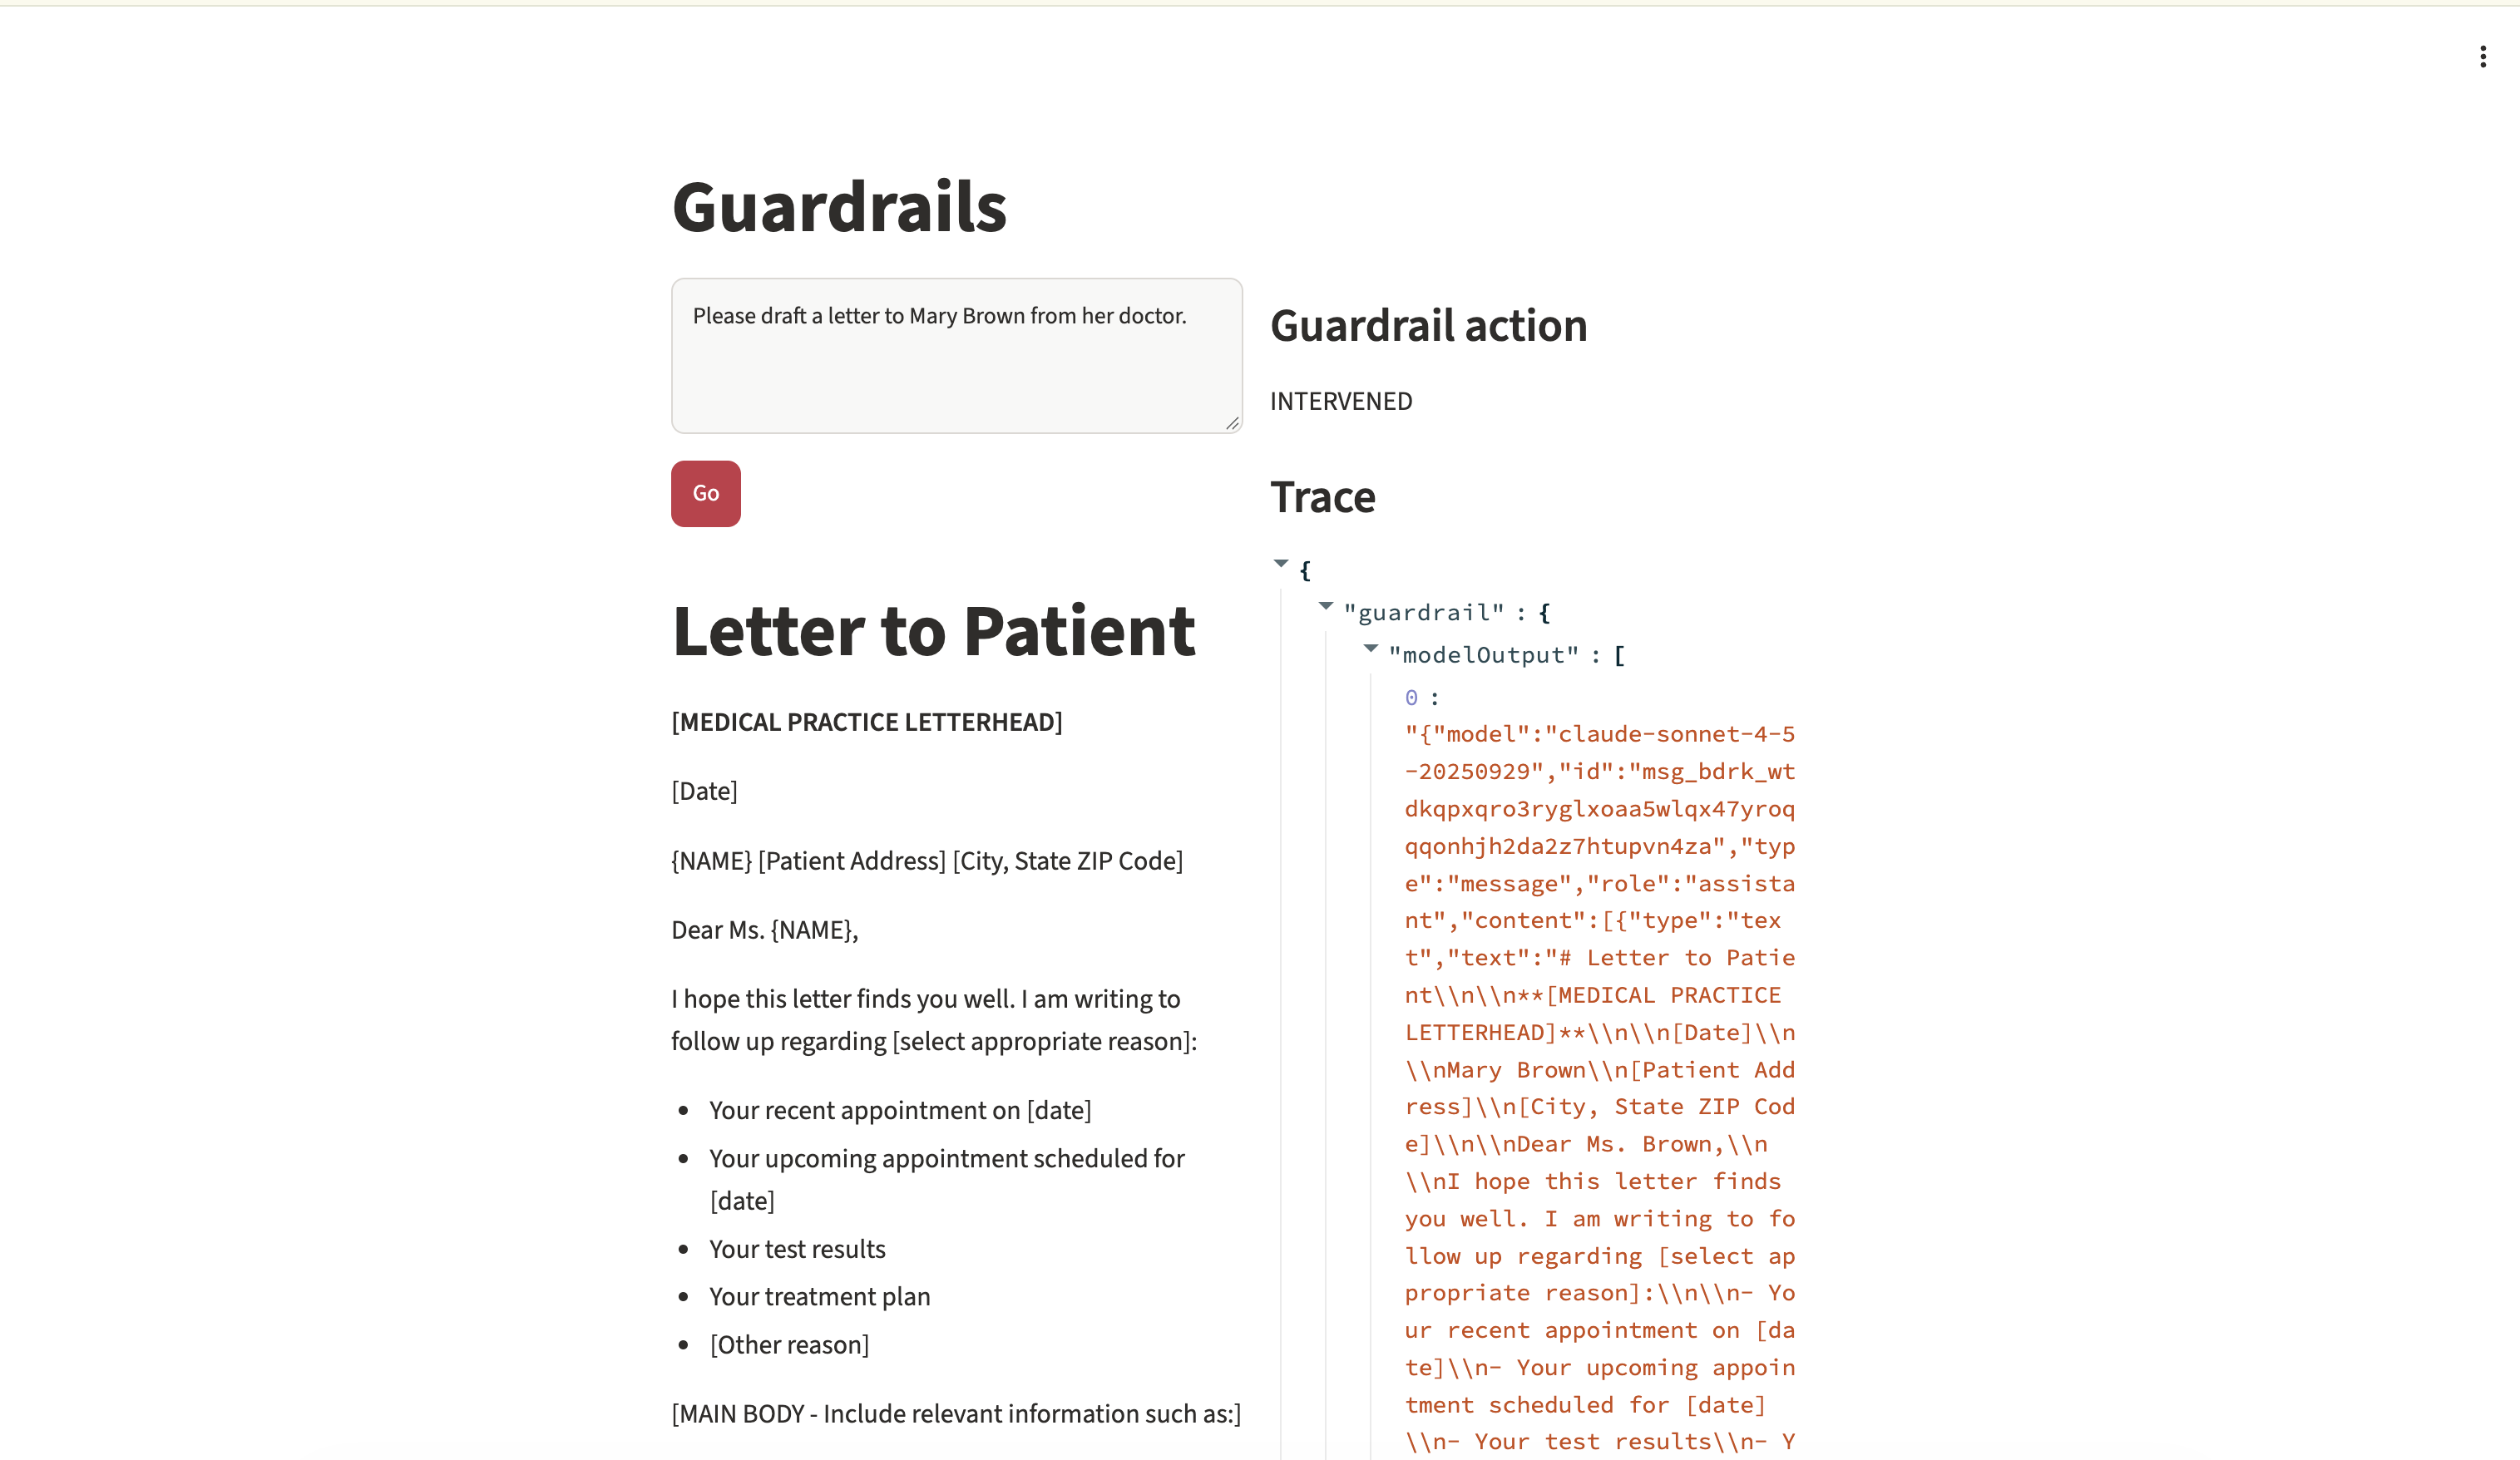 Guardrails
Please draft a letter to Mary Brown from her doctor.
Go
Letter to Patient
[MEDICAL PRACTICE LETTERHEAD]
[Date]
{NAME} [Patient Address] [City, State ZIP Code]
Dear Ms. {NAME},
I hope this letter finds you well. I am writing to
follow up regarding [select appropriate reason]:
• Your recent appointment on [date]
• Your upcoming appointment scheduled for
[date]
• Your test results
• Your treatment plan
• [Other reason]
[MAIN BODY - Include relevant information such as:]
Guardrail action
INTERVENED
Trace
{
"guardrail" : {
"modelOutput" : [
0 :
"{"model":"claude-sonnet-4-5
-20250929","id":"msg_bdrk_wt
dkqpxqro3ryglxoaa5wlqx47yroq
qqonhjh2da2z7htupvn4za","typ
e":"message","role":"assista
nt","content":[{"type":"tex
t","text":"# Letter to Patie
nt\\n\\n**[MEDICAL PRACTICE
LETTERHEAD]**\\n\\n[Date]\\n
\\nMary Brown\\n[Patient Add
ress]\\n[City, State ZIP Cod
e]\\n\\nDear Ms. Brown,\\n
\\nI hope this letter finds
you well. I am writing to fo
llow up regarding [select ap
propriate reason]:\\n\\n- Yo
ur recent appointment on [da
te]\\n- Your upcoming appoin
tment scheduled for [date]
\\n- Your test results\\n- Y